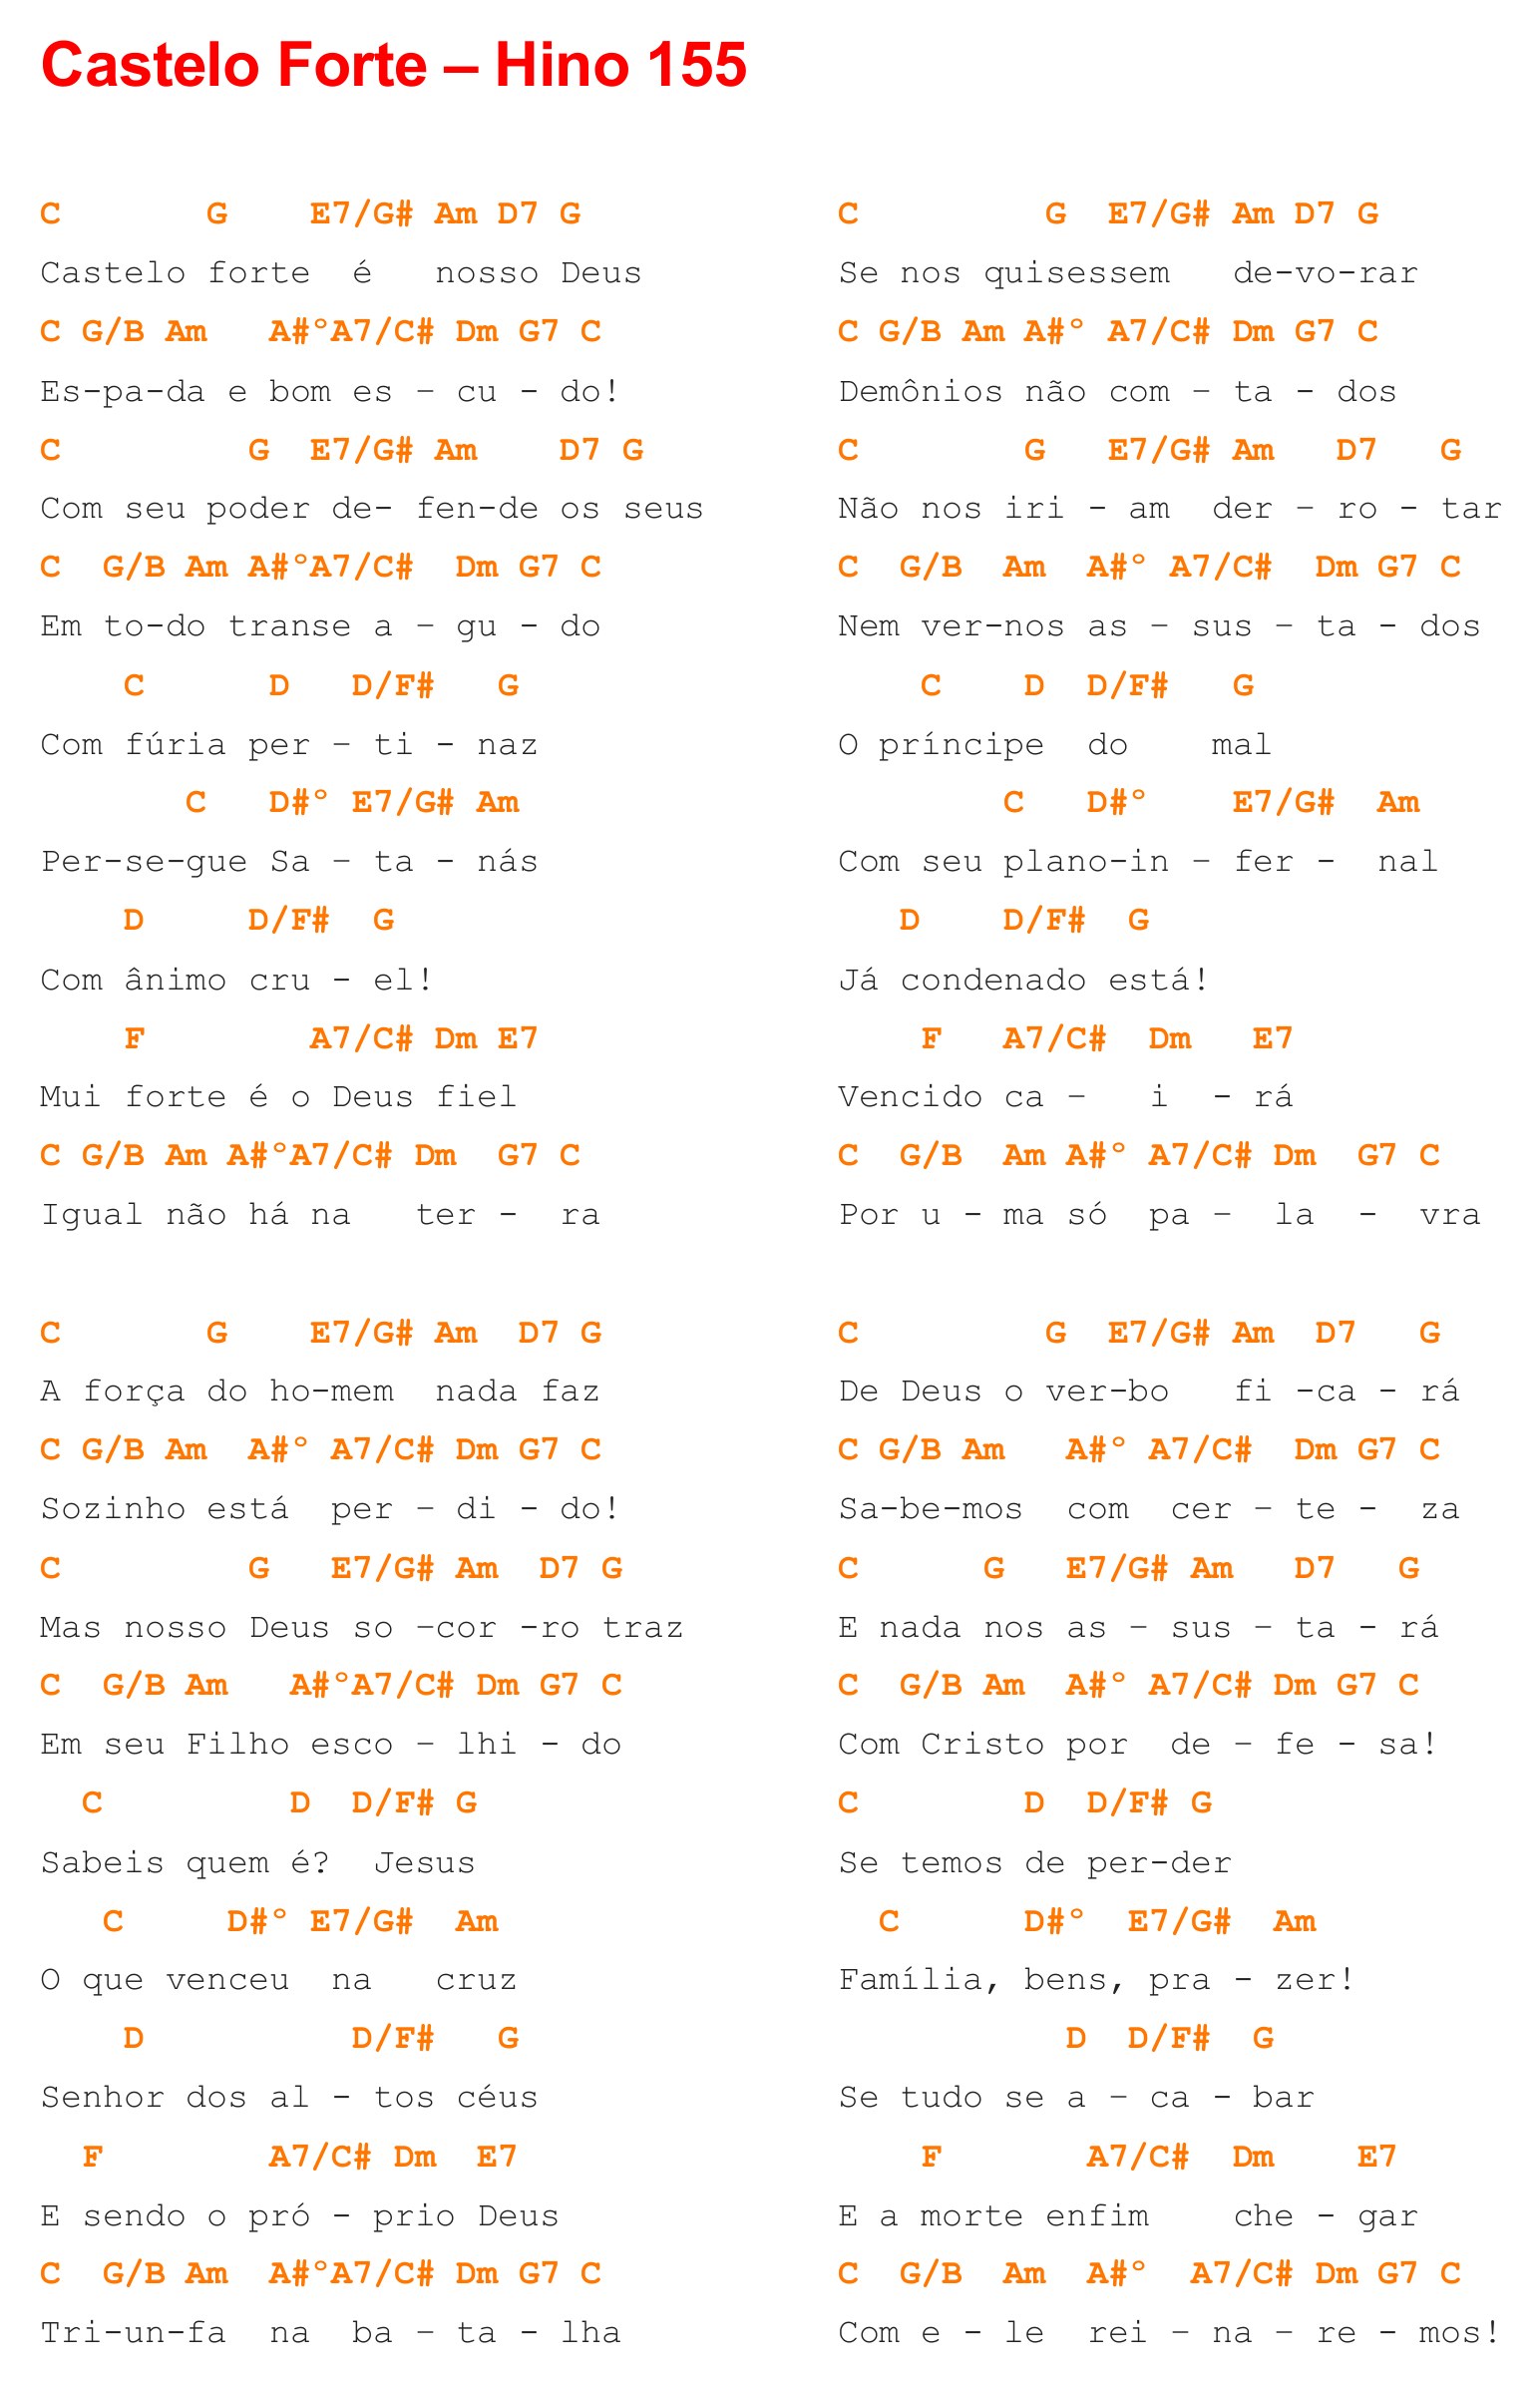 Castelo Forte – Hino 155
C       G    E7/G# Am D7 G
Castelo forte  é   nosso Deus
C G/B Am   A#°A7/C# Dm G7 C
Es-pa-da e bom es – cu - do!
C         G  E7/G# Am    D7 G
Com seu poder de- fen-de os seus
C  G/B Am A#°A7/C#  Dm G7 C
Em to-do transe a – gu - do
    C      D   D/F#   G
Com fúria per – ti - naz
       C   D#° E7/G# Am
Per-se-gue Sa – ta - nás
    D     D/F#  G
Com ânimo cru - el!
    F        A7/C# Dm E7
Mui forte é o Deus fiel
C G/B Am A#°A7/C# Dm  G7 C
Igual não há na   ter -  ra
C       G    E7/G# Am  D7 G
A força do ho-mem  nada faz
C G/B Am  A#° A7/C# Dm G7 C
Sozinho está  per – di - do!
C         G   E7/G# Am  D7 G
Mas nosso Deus so –cor -ro traz
C  G/B Am   A#°A7/C# Dm G7 C
Em seu Filho esco – lhi - do
  C         D  D/F# G
Sabeis quem é?  Jesus
   C     D#° E7/G#  Am
O que venceu  na   cruz
    D          D/F#   G
Senhor dos al - tos céus
  F        A7/C# Dm  E7
E sendo o pró - prio Deus
C  G/B Am  A#°A7/C# Dm G7 C
Tri-un-fa  na  ba – ta - lha
C         G  E7/G# Am D7 G
Se nos quisessem   de-vo-rar
C G/B Am A#° A7/C# Dm G7 C
Demônios não com – ta - dos
C        G   E7/G# Am   D7   G
Não nos iri - am  der – ro - tar
C  G/B  Am  A#° A7/C#  Dm G7 C
Nem ver-nos as – sus – ta - dos
    C    D  D/F#   G
O príncipe  do    mal
        C   D#°    E7/G#  Am
Com seu plano-in – fer -  nal
   D    D/F#  G
Já condenado está!
    F   A7/C#  Dm   E7
Vencido ca –   i  - rá
C  G/B  Am A#° A7/C# Dm  G7 C
Por u - ma só  pa –  la  -  vra
C         G  E7/G# Am  D7   G
De Deus o ver-bo   fi -ca - rá
C G/B Am   A#° A7/C#  Dm G7 C
Sa-be-mos  com  cer – te -  za
C      G   E7/G# Am   D7   G
E nada nos as – sus – ta - rá
C  G/B Am  A#° A7/C# Dm G7 C
Com Cristo por  de – fe - sa!
C        D  D/F# G
Se temos de per-der
  C      D#°  E7/G#  Am
Família, bens, pra - zer!
           D  D/F#  G
Se tudo se a – ca - bar
    F       A7/C#  Dm    E7
E a morte enfim    che - gar
C  G/B  Am  A#°  A7/C# Dm G7 C
Com e - le  rei – na – re - mos!